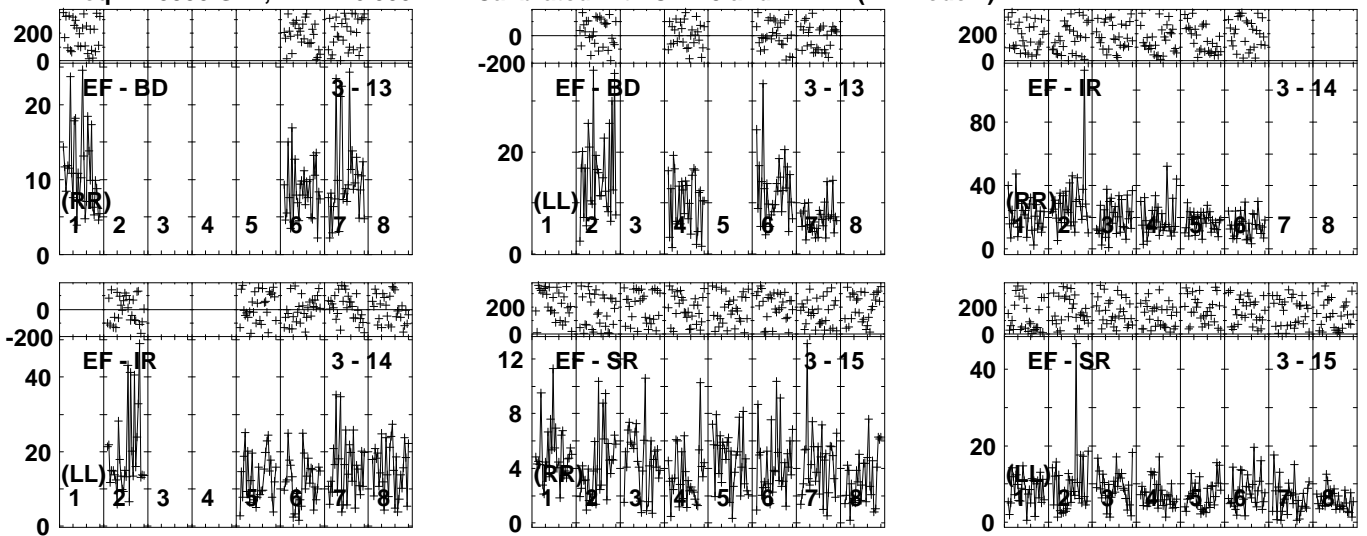 200 0 200
0 -200 0
EF - BD 3 - 13 EF - BD 3 - 13 EF - IR 3 - 14
20 80
10 20 40
(RR) (LL) (RR)
1 2 3 4 5 6 7 8 1 2 3 4 5 6 7 8 1 2 3 4 5 6 7 8
0 0 0
0 200 200
-200 0 0
EF - IR 3 - 14 EF - SR 3 - 15 EF - SR 3 - 15
40 12 40
20 8 20
(LL) 4 (RR) (LL)
1 2 3 4 5 6 7 8 1 2 3 4 5 6 7 8 1 2 3 4 5 6 7 8
0 0 0